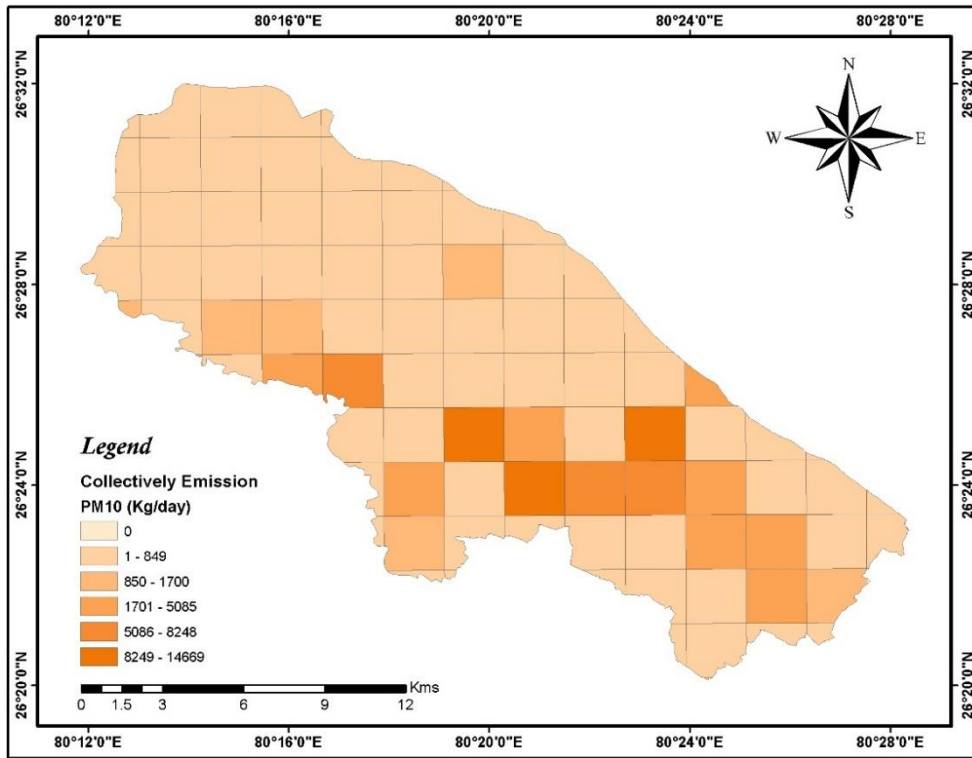 80°12'0"E 80°16'0"E 80°20'0"E 80°24'0"E 80°28'0"E
26°32'0"N 26°32'0"N
N
W E
S
26°28'0"N 26°28'0"N
Legend
Collectively Emission
PM10 (Kg/day)
0
1 - 849
850 - 1700
1701 - 5085
5086 - 8248
8249 - 14669
26°24'0"N 26°24'0"N
Kms
0 1.5 3 6 9 12
26°20'0"N 26°20'0"N
80°12'0"E 80°16'0"E 80°20'0"E 80°24'0"E 80°28'0"E